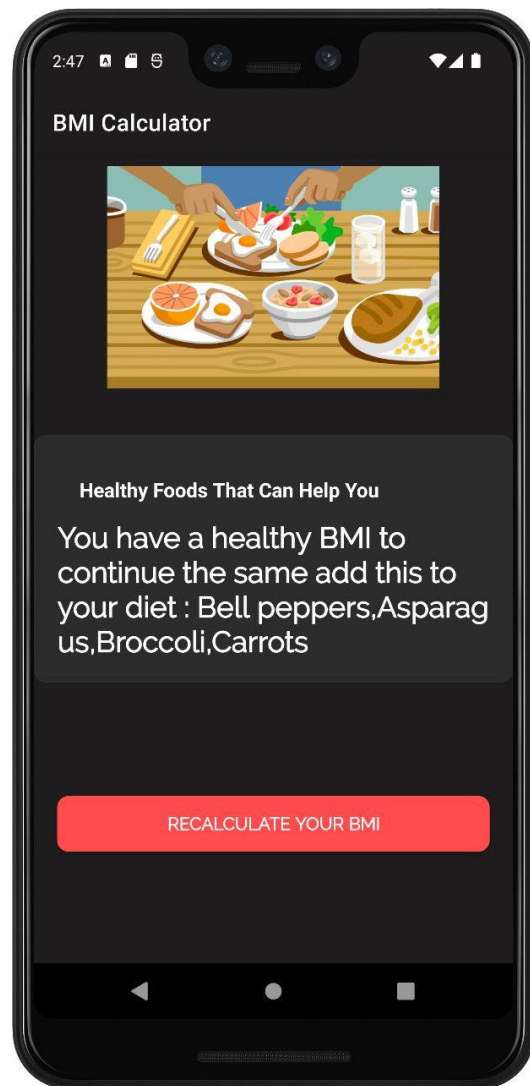 2:47
BMI Calculator
Healthy Foods That Can Help You
You have a healthy BMI to
continue the same add this to
your diet : Bell peppers,Asparag
us,Broccoli,Carrots
RECALCULATE YOUR BMI